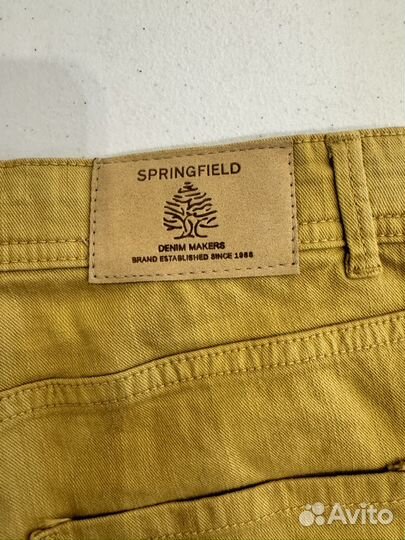 SPRINGFIELD
DENIM MAKERS
BRAND ESTABLISHED SINCE 1988
Avito